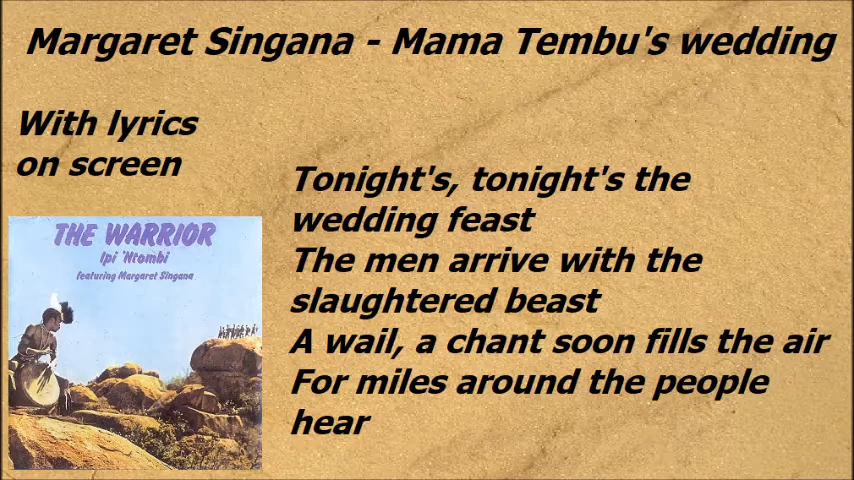 Margaret Singana - Mama Tembu's wedding
With lyrics
on screen
THE WARRIOR
Ipi 'Ntombi
featuring Margaret Singana
Tonight's, tonight's the
wedding feast
The men arrive with the
slaughtered beast
A wail, a chant soon fills the air
For miles around the people
hear